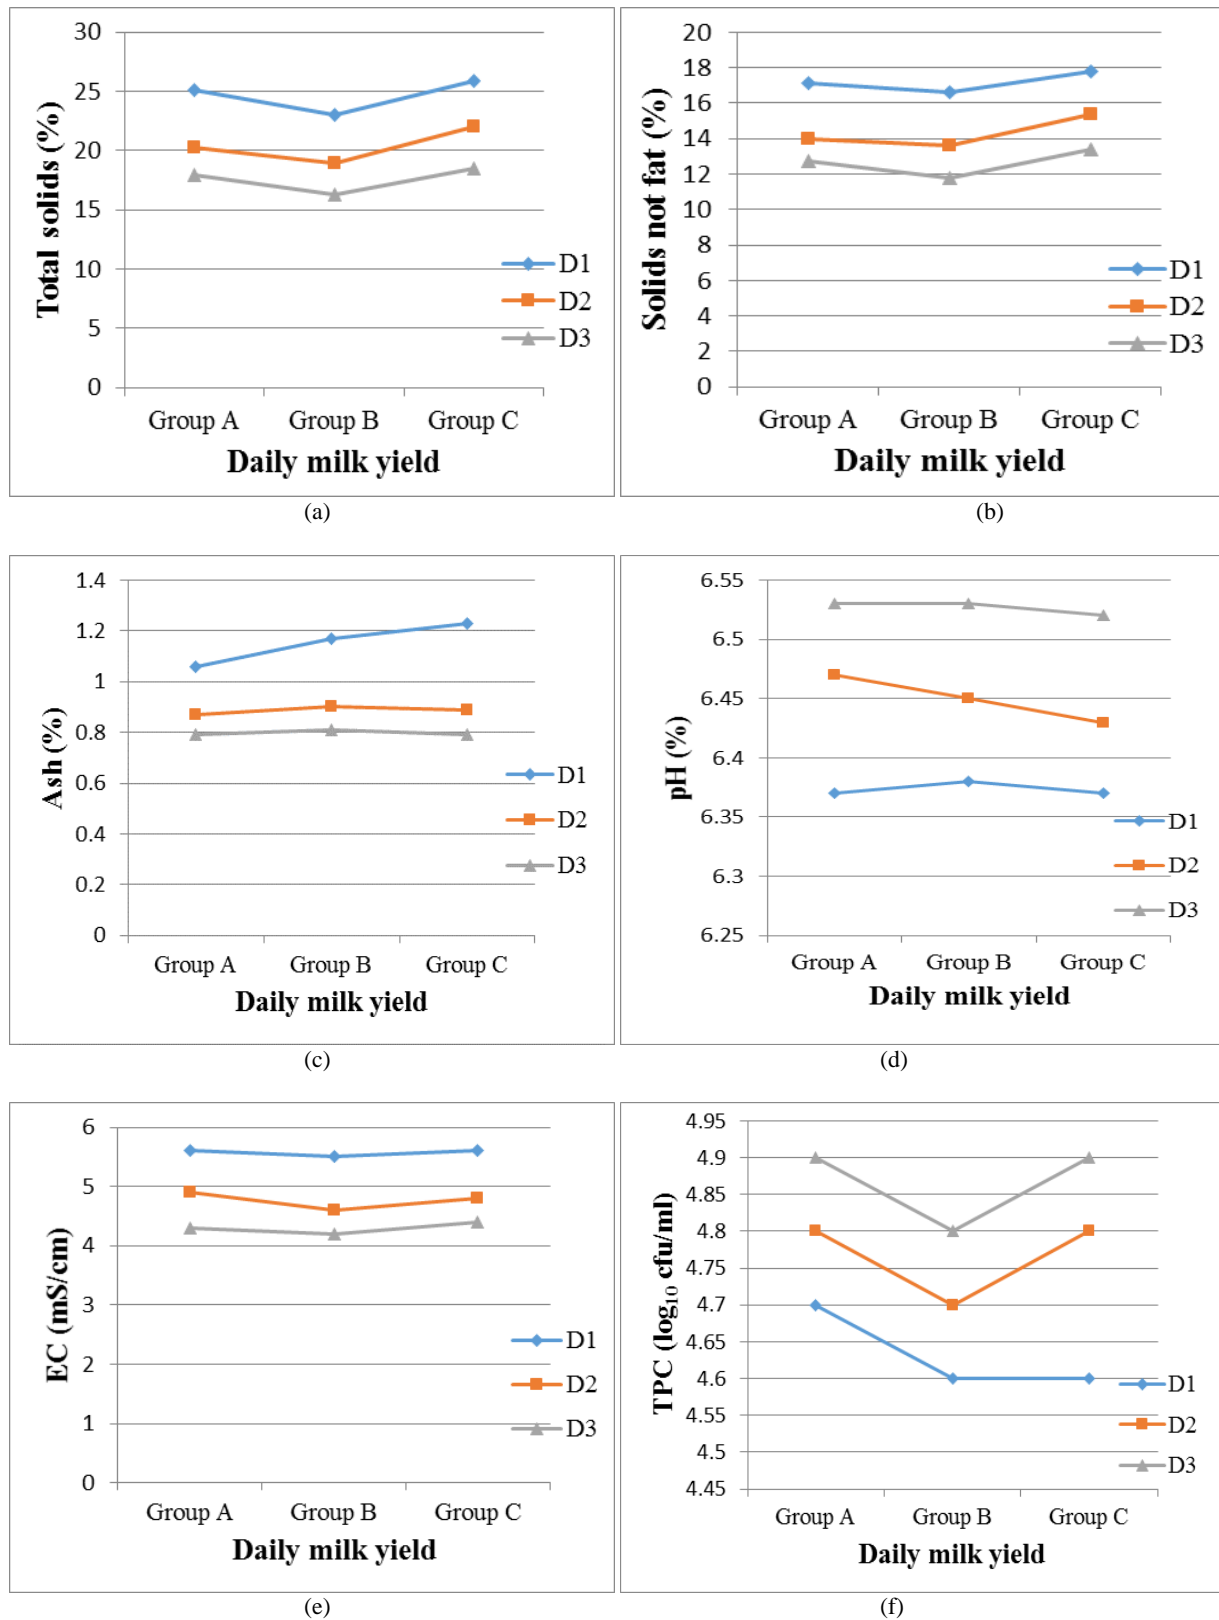 30
25
20
15
10
5
0
Total solids (%)
D1
D2
D3
Group A Group B Group C
Daily milk yield
(a)
20
18
16
14
12
10
8
6
4
2
0
Solids not fat (%)
D1
D2
D3
Group A Group B Group C
Daily milk yield
(b)
1.4
1.2
1
0.8
0.6
0.4
0.2
0
Ash (%)
D1
D2
D3
Group A Group B Group C
Daily milk yield
(c)
6.55
6.5
6.45
6.4
6.35
6.3
6.25
pH (%)
D1
D2
D3
Group A Group B Group C
Daily milk yield
(d)
6
5
4
3
2
1
0
EC (mS/cm)
D1
D2
D3
Group A Group B Group C
Daily milk yield
(e)
4.95
4.9
4.85
4.8
4.75
4.7
4.65
4.6
4.55
4.5
4.45
TPC (log₁₀ cfu/ml)
D1
D2
D3
Group A Group B Group C
Daily milk yield
(f)